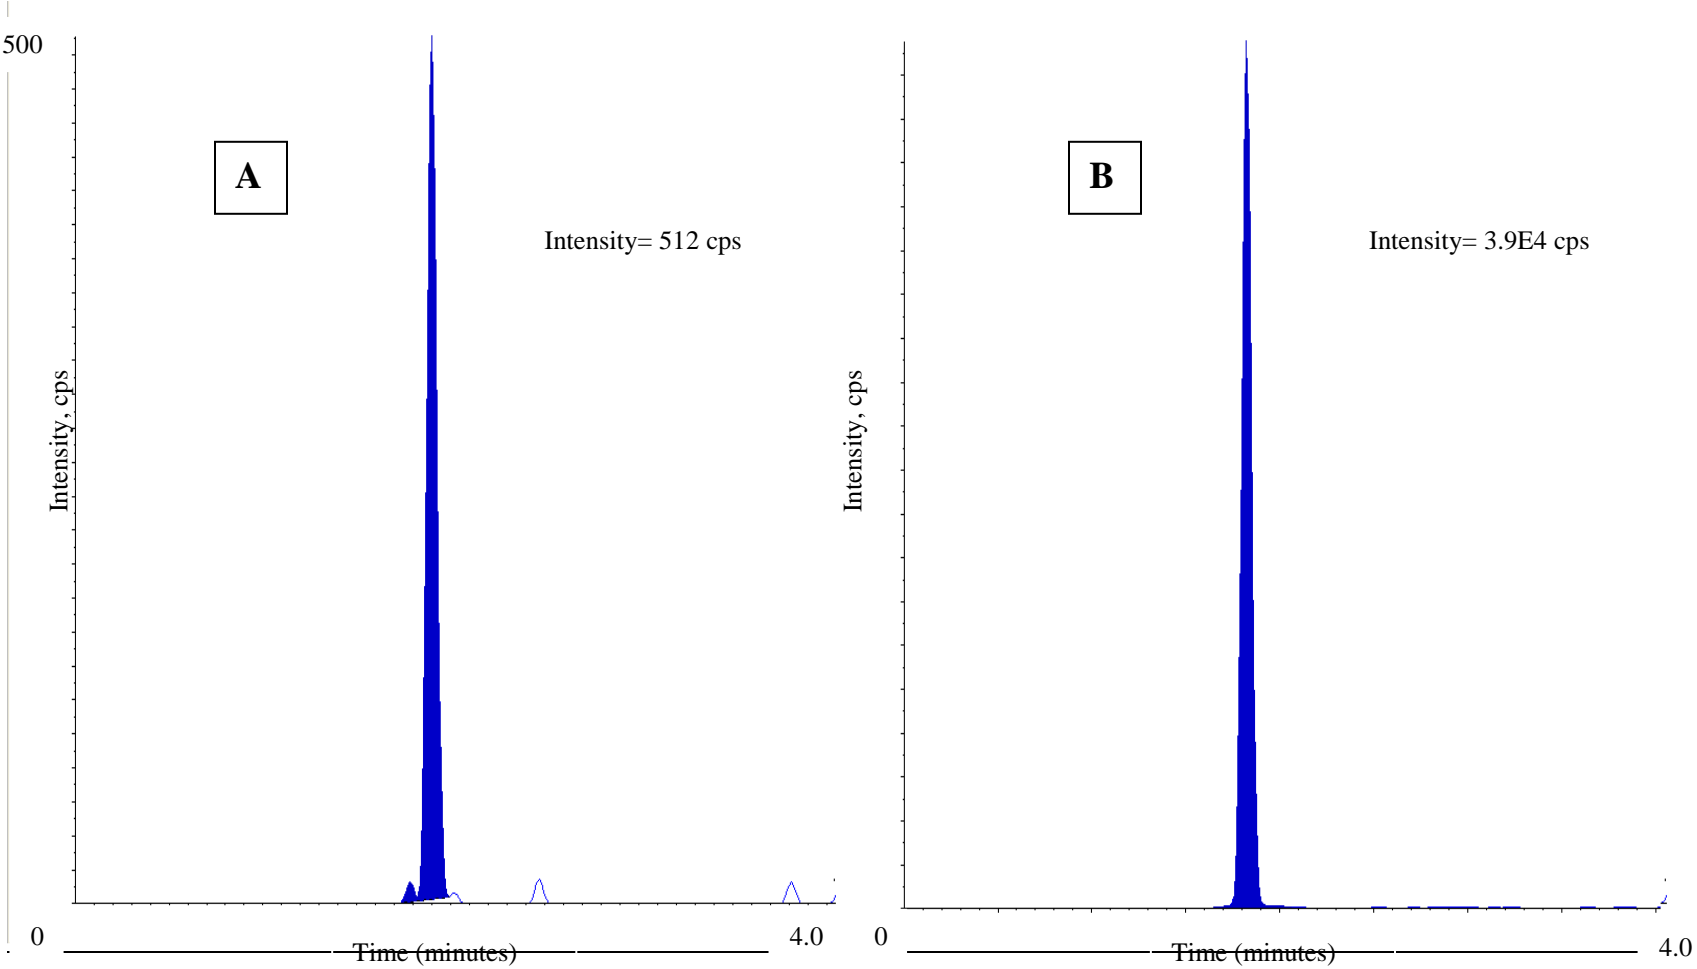 500
A
Intensity= 512 cps
Intensity, cps
0
Time (minutes)
4.0
B
Intensity= 3.9E4 cps
Intensity, cps
0
Time (minutes)
4.0